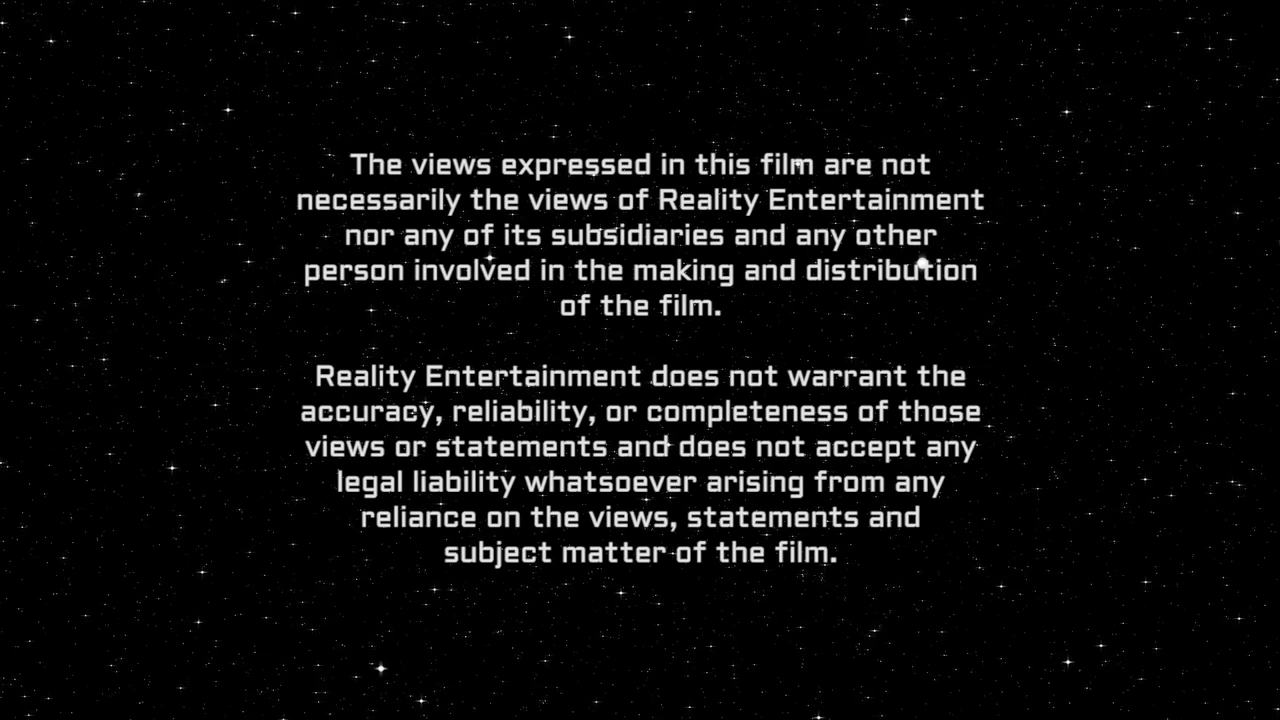 The views expressed in this film are not
necessarily the views of Reality Entertainment
nor any of its subsidiaries and any other
person involved in the making and distribution
of the film.
Reality Entertainment does not warrant the
accuracy, reliability, or completeness of those
views or statements and does not accept any
legal liability whatsoever arising from any
reliance on the views, statements and
subject matter of the film.